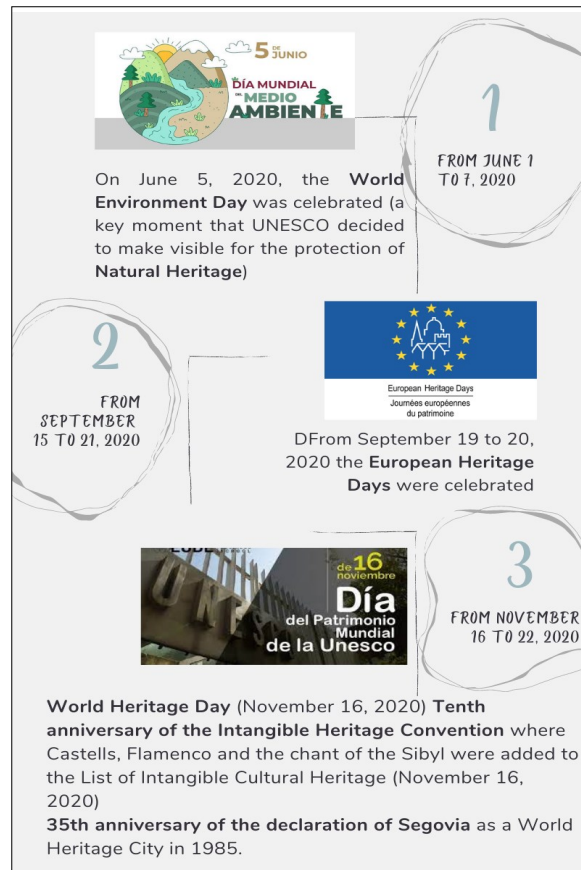 5 DE JUNIO
DÍA MUNDIAL
DEL MEDIO
AMBIENTE
1
FROM JUNE 1
TO 7, 2020
On June 5, 2020, the World
Environment Day was celebrated (a
key moment that UNESCO decided
to make visible for the protection of
Natural Heritage)
2
FROM
SEPTEMBER
15 TO 21, 2020
European Heritage Days
Journées européennes
du patrimoine
DFrom September 19 to 20,
2020 the European Heritage
Days were celebrated
de 16
noviembre
Día
del Patrimonio
Mundial
de la Unesco
UNES
3
FROM NOVEMBER
16 TO 22, 2020
World Heritage Day (November 16, 2020) Tenth
anniversary of the Intangible Heritage Convention where
Castells, Flamenco and the chant of the Sibyl were added to
the List of Intangible Cultural Heritage (November 16,
2020)
35th anniversary of the declaration of Segovia as a World
Heritage City in 1985.